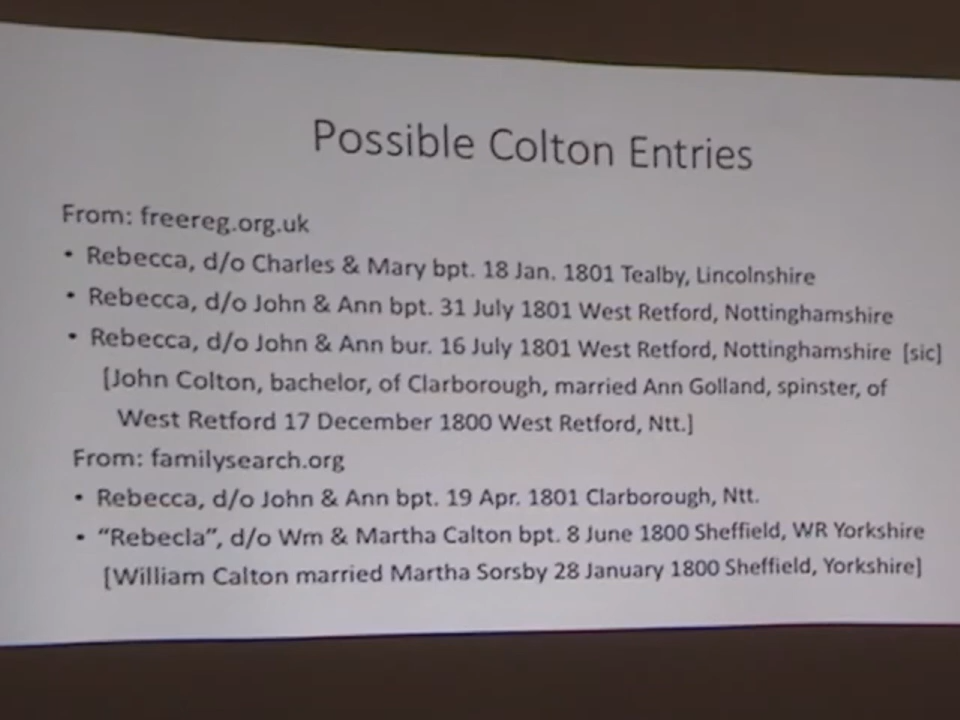 Possible Colton Entries
From: freereg.org.uk
• Rebecca, d/o Charles & Mary bpt. 18 Jan. 1801 Tealby, Lincolnshire
• Rebecca, d/o John & Ann bpt. 31 July 1801 West Retford, Nottinghamshire
• Rebecca, d/o John & Ann bur. 16 July 1801 West Retford, Nottinghamshire [sic]
[John Colton, bachelor, of Clarborough, married Ann Golland, spinster, of
West Retford 17 December 1800 West Retford, Ntt.]
From: familysearch.org
• Rebecca, d/o John & Ann bpt. 19 Apr. 1801 Clarborough, Ntt.
• “Rebecla”, d/o Wm & Martha Calton bpt. 8 June 1800 Sheffield, WR Yorkshire
[William Calton married Martha Sorsby 28 January 1800 Sheffield, Yorkshire]